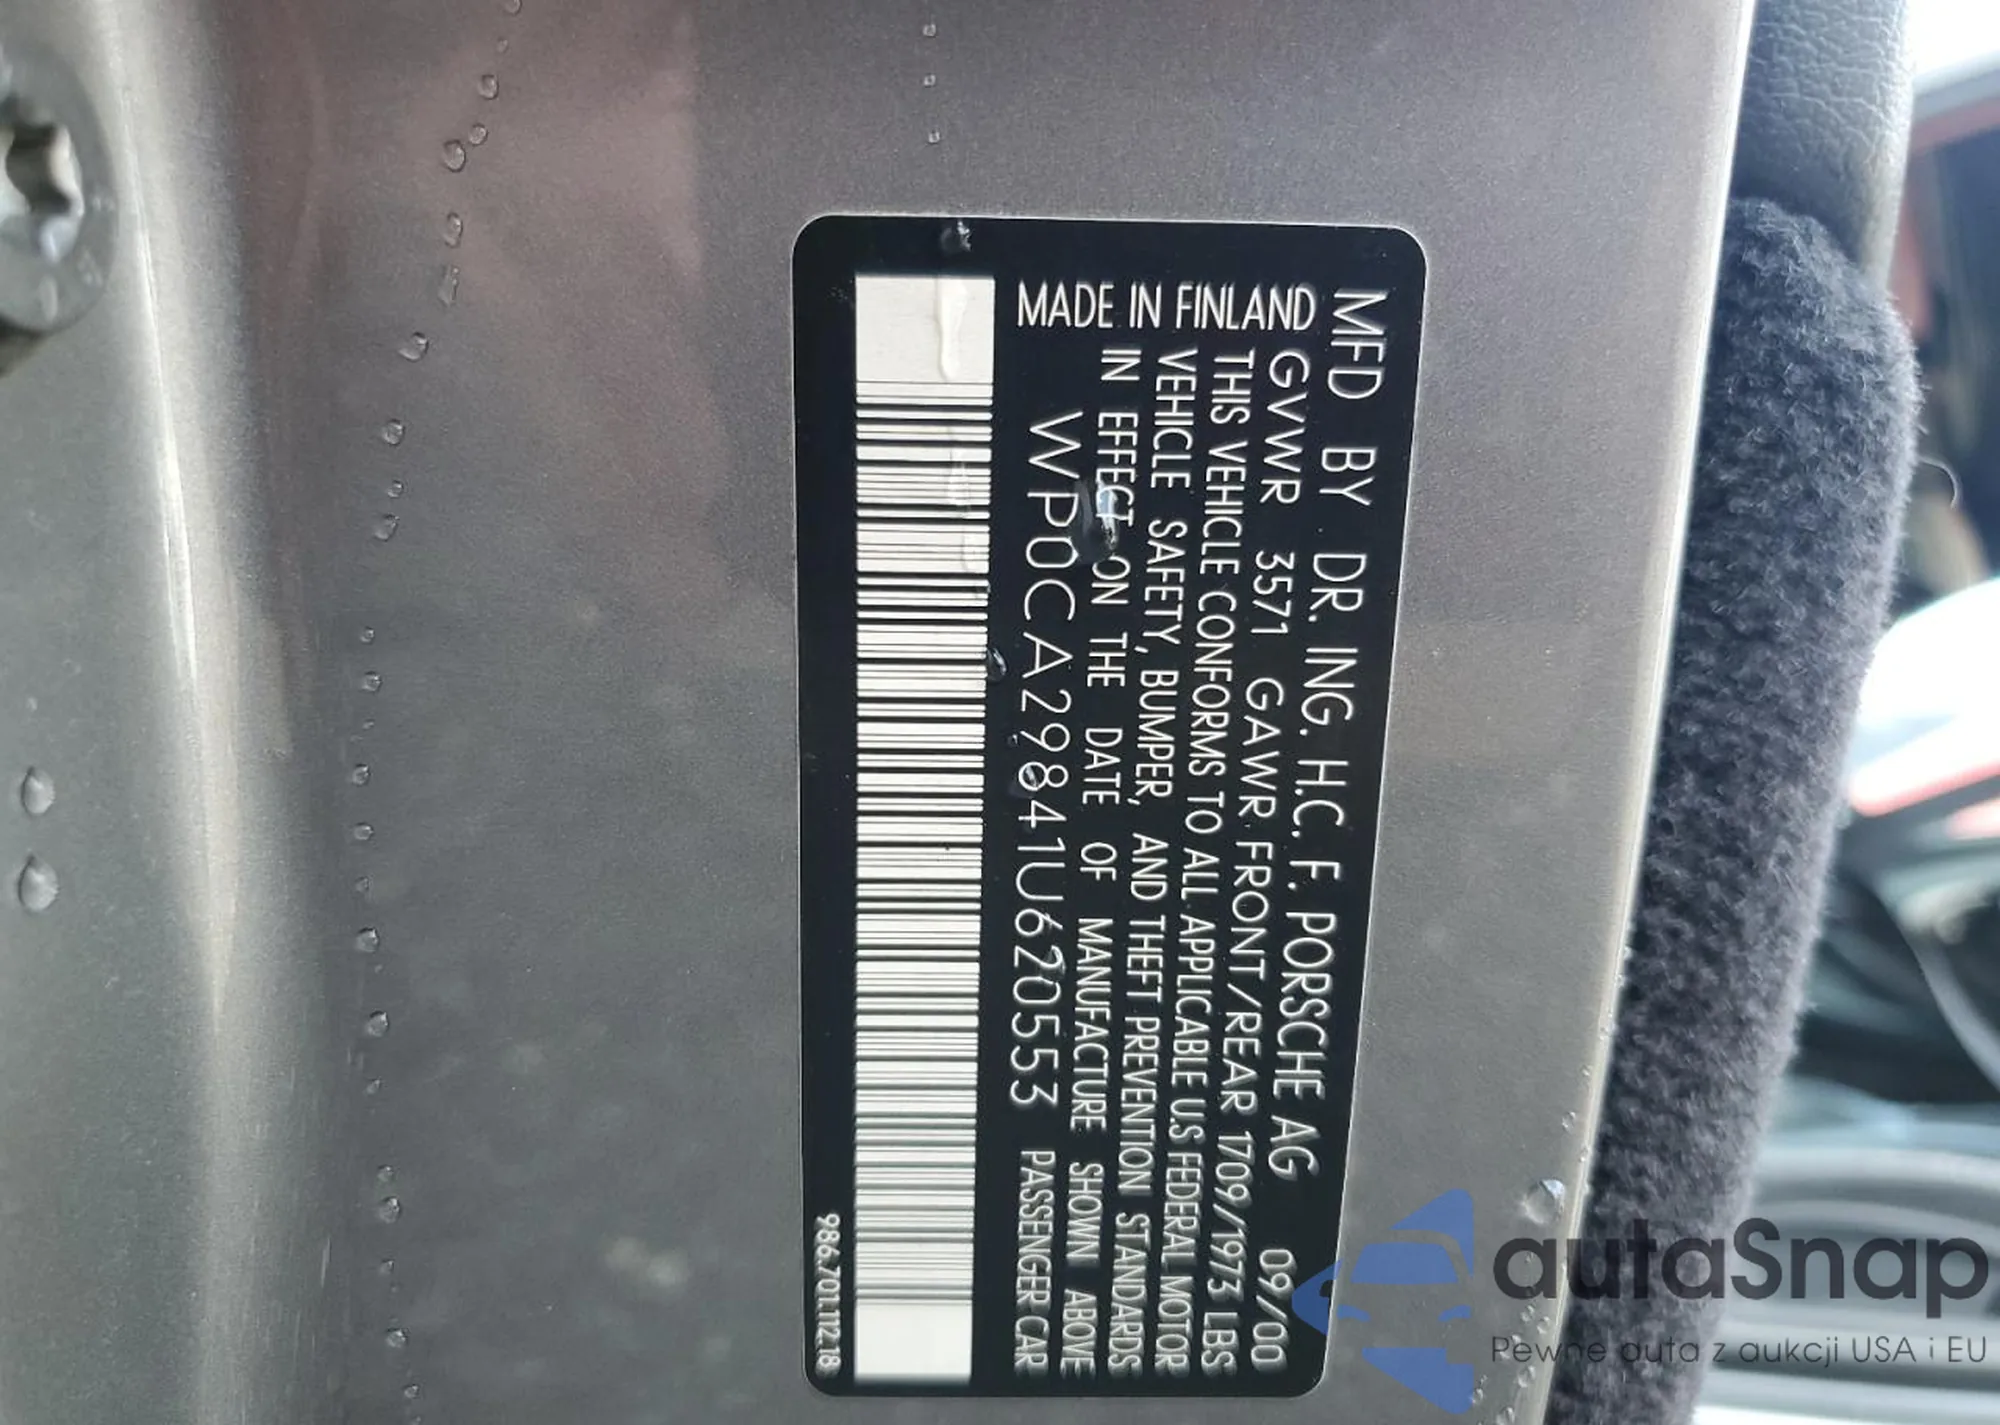 MFD BY DR. ING. H.C. F. PORSCHE AG 09/00
GVWR 3571 GAWR FRONT/REAR 1709//1973 LBS
THIS VEHICLE CONFORMS TO ALL APPLICABLE U.S FEDERAL MOTOR
VEHICLE SAFETY, BUMPER, AND THEFT PREVENTION STANDARDS
IN EFFECT ON THE DATE OF MANUFACTURE SHOWN ABOVE
WP0CA29841U620553 PASSENGER CAR
MADE IN FINLAND
986.701.112.18
autaSnap
Pewne auta z aukcji USA i EU